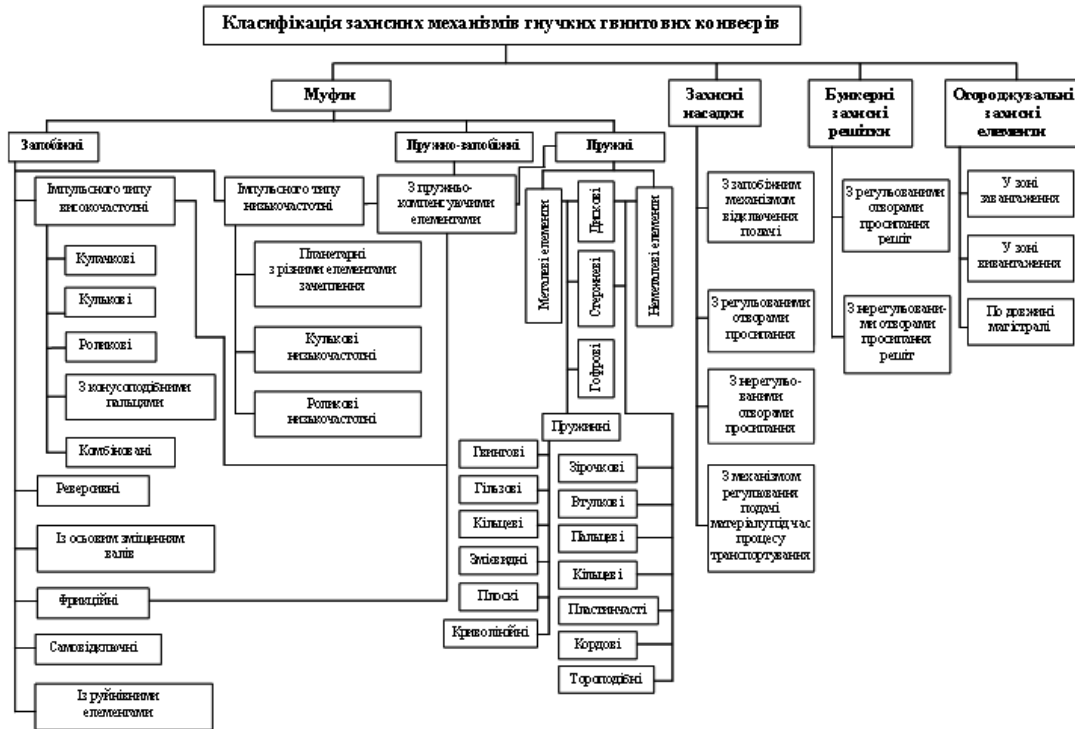 Класифікація захисних механізмів гнучких гвинтових конвеєрів
Муфти
Захисні
насадки
Бункерні
захисні
решітки
Огороджувальні
захисні
елементи
Запобіжні
Пружно-запобіжні
Пружні
Імпульсного типу
високочастотні
Імпульсного типу
низькочастотні
З пружньо-
компенсуючими
елементами
Кулачкові
Кулькові
Роликові
З конусоподібними
пальцями
Комбіновані
Реверсивні
Із осьовим зміщенням
валів
Фрикційні
Самовідключні
Із руйнівними
елементами
Планетарні
з різними елементами
зачеплення
Кулькові
низькочастотні
Роликові
низькочастотні
Металеві елементи
Дискові
Стержневі
Гофрові
Неметалеві елементи
Пружинні
Гвинтові
Гільзові
Кільцеві
Змієвидні
Плоскі
Криволінійні
Зірочкові
Втулкові
Пальцеві
Кільцеві
Пластинчасті
Кордові
Тороподібні
З запобіжним
механізмом
відключення
подачі
З регульованими
отворами
просипання
З нерегульо-
ваними
отворами
просипання
З механізмом
регулювання
подачі
матеріалу під час
процесу
транспортування
З регульованими
отворами
просипання
решіт
З нерегульовани-
ми отворами
просипання
решіт
У зоні
завантаження
У зоні
вивантаження
По довжині
магістралі